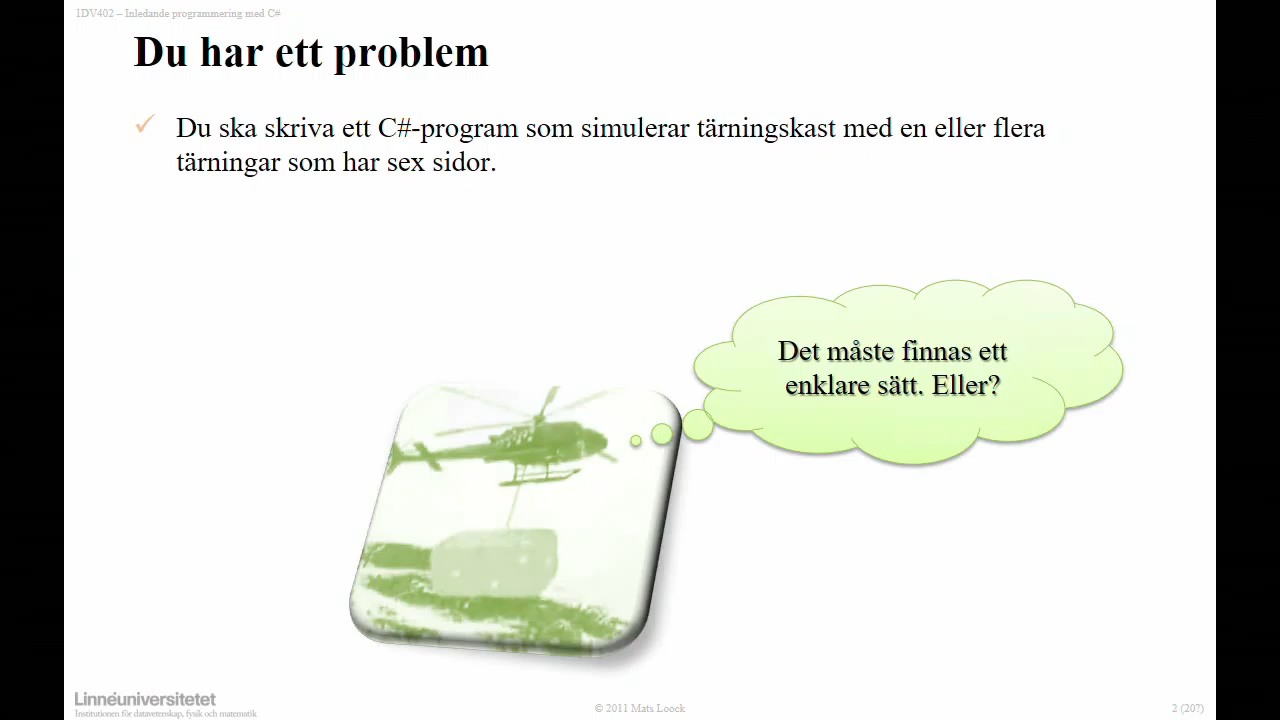 1DV402 – Inledande programmering med C#
Du har ett problem
Du ska skriva ett C#-program som simulerar tärningskast med en eller flera
tärningar som har sex sidor.
Det måste finnas ett
enklare sätt. Eller?
Linnéuniversitetet
Institutionen för datavetenskap, fysik och matematik
© 2011 Mats Loock
2 (207)